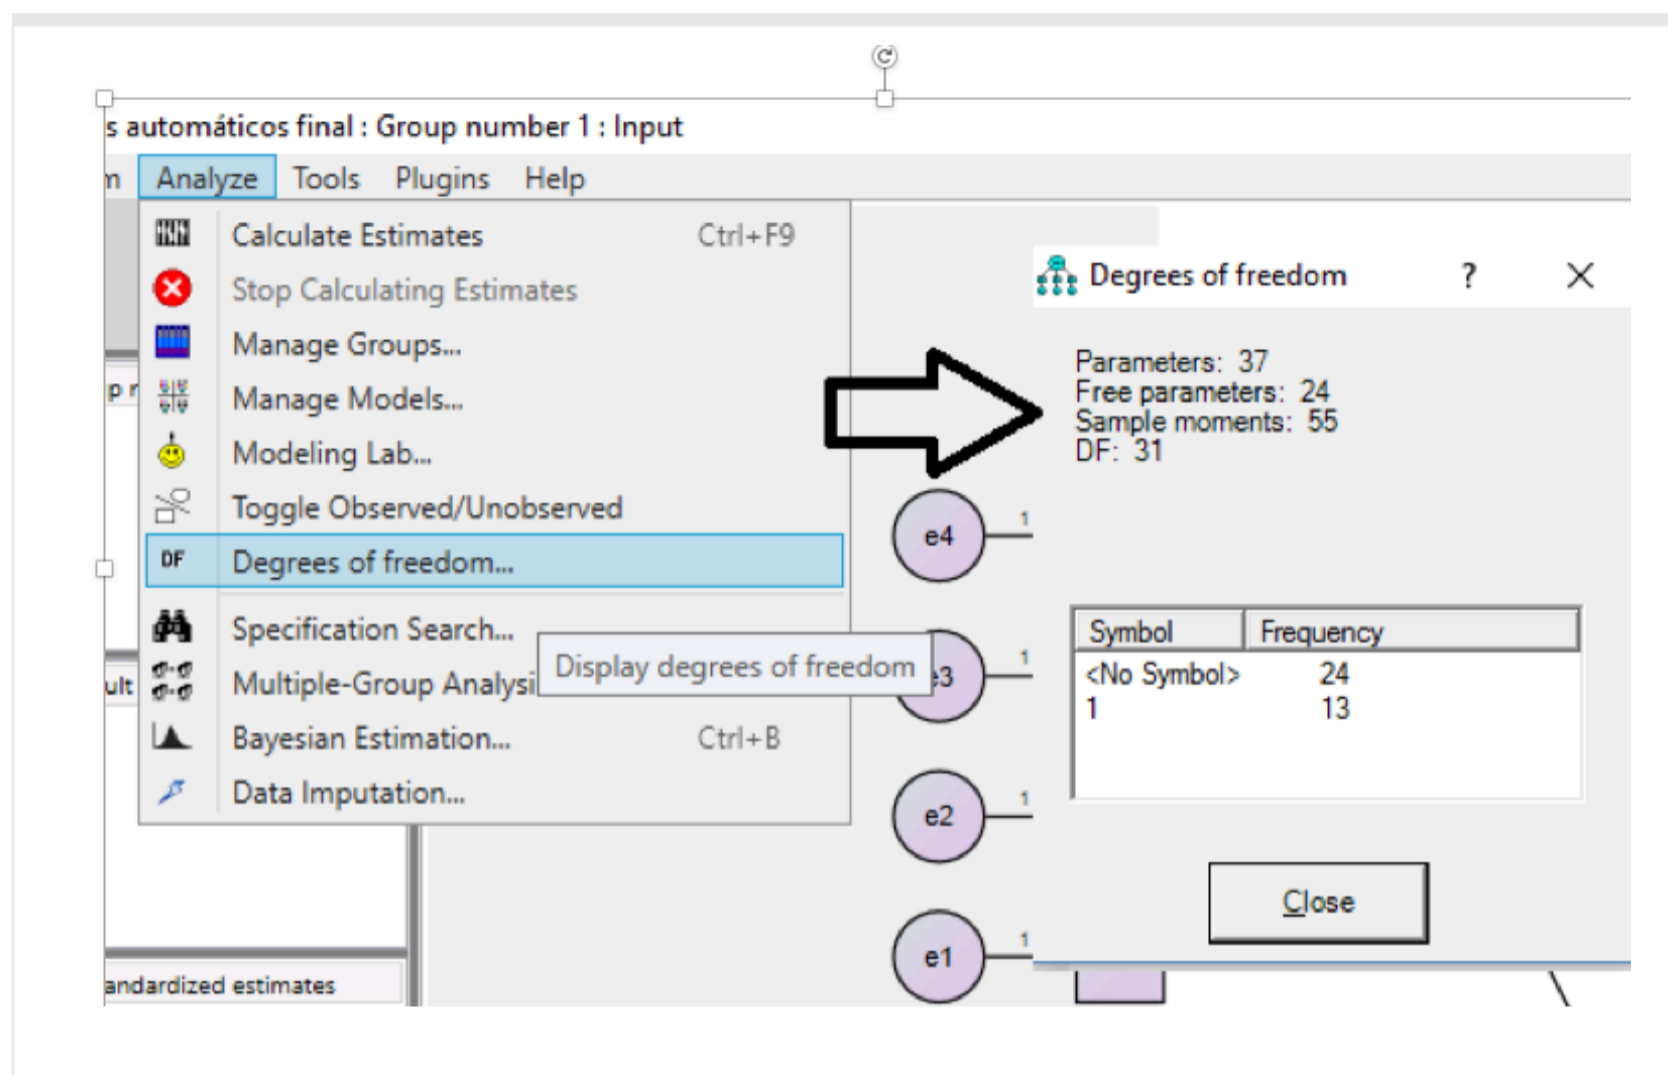 s automáticos final : Group number 1 : Input
m Analyze Tools Plugins Help
Calculate Estimates Ctrl+F9
Stop Calculating Estimates
Manage Groups...
Manage Models...
Modeling Lab...
Toggle Observed/Unobserved
DF Degrees of freedom...
Specification Search...
Multiple-Group Analysi
Bayesian Estimation... Ctrl+B
Data Imputation...
Display degrees of freedom
p r
ult
andardized estimates
Degrees of freedom ? ×
Parameters: 37
Free parameters: 24
Sample moments: 55
DF: 31
e4 1
e3 1
e2 1
e1 1
Symbol Frequency
<No Symbol> 24
1 13
Close